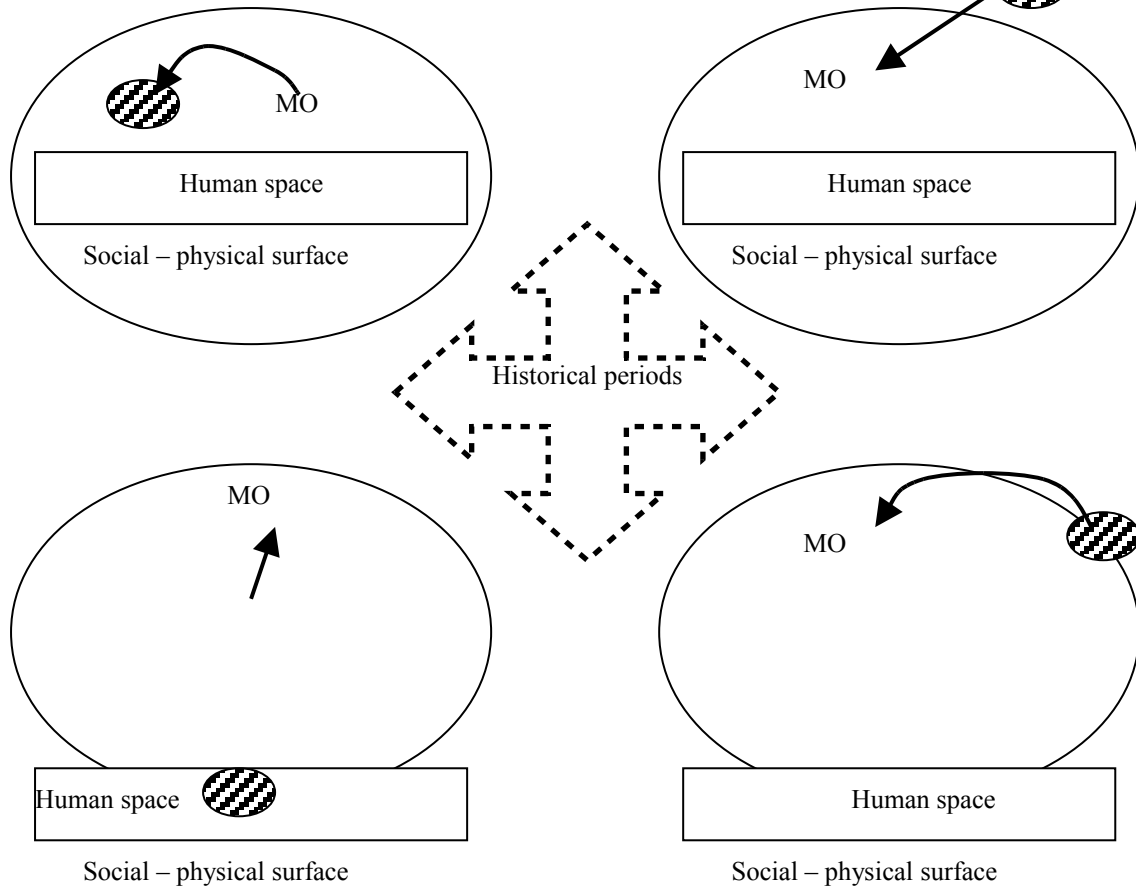 MO
Human space
Social – physical surface
MO
Human space
Social – physical surface
Historical periods
MO
Human space
Social – physical surface
MO
Human space
Social – physical surface